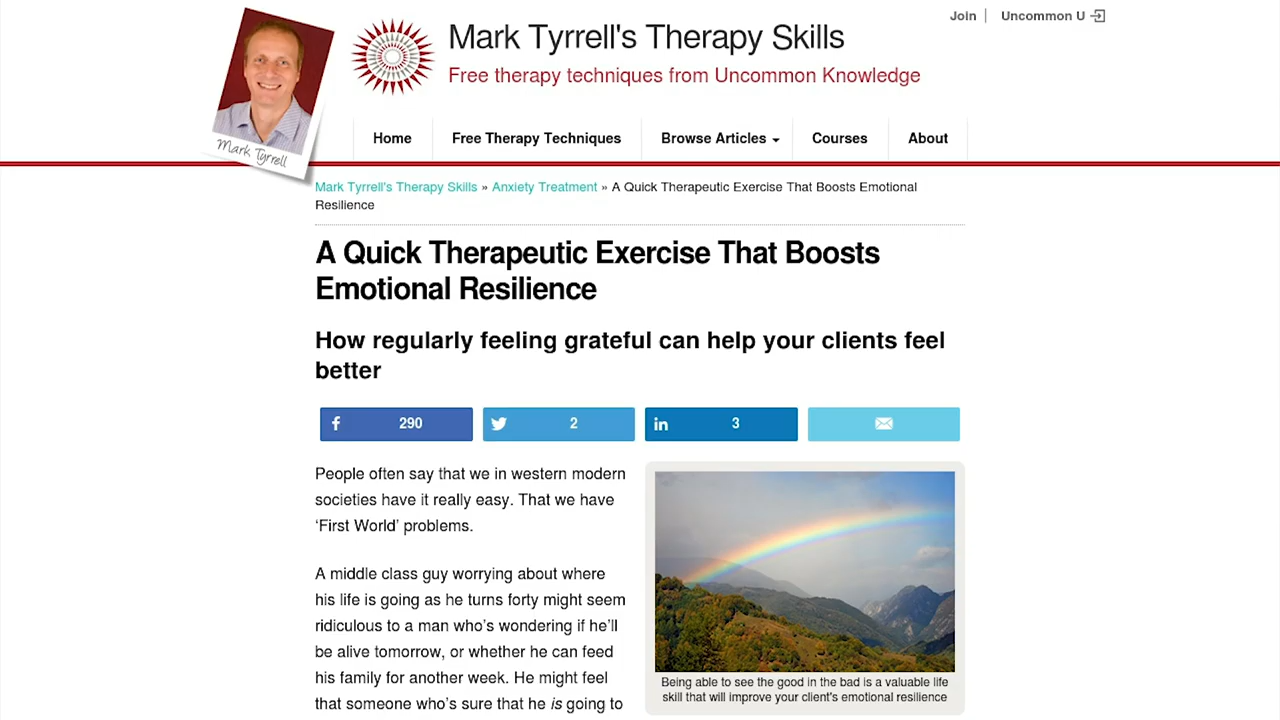 Join | Uncommon U
Mark Tyrrell's Therapy Skills
Free therapy techniques from Uncommon Knowledge
Mark Tyrrell
Home Free Therapy Techniques Browse Articles Courses About
Mark Tyrrell's Therapy Skills » Anxiety Treatment » A Quick Therapeutic Exercise That Boosts Emotional
Resilience
A Quick Therapeutic Exercise That Boosts
Emotional Resilience
How regularly feeling grateful can help your clients feel
better
290 2 in 3
People often say that we in western modern
societies have it really easy. That we have
‘First World’ problems.
A middle class guy worrying about where
his life is going as he turns forty might seem
ridiculous to a man who’s wondering if he’ll
be alive tomorrow, or whether he can feed
his family for another week. He might feel
that someone who’s sure that he is going to
Being able to see the good in the bad is a valuable life
skill that will improve your client's emotional resilience